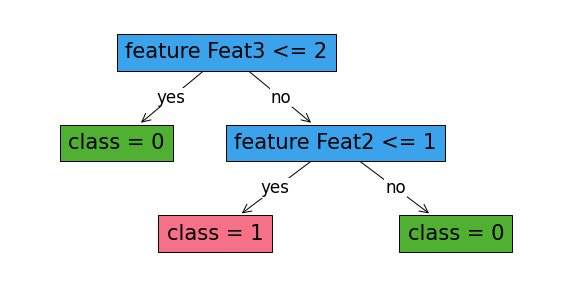 feature Feat3 <= 2
yes
no
class = 0
feature Feat2 <= 1
yes
no
class = 1
class = 0